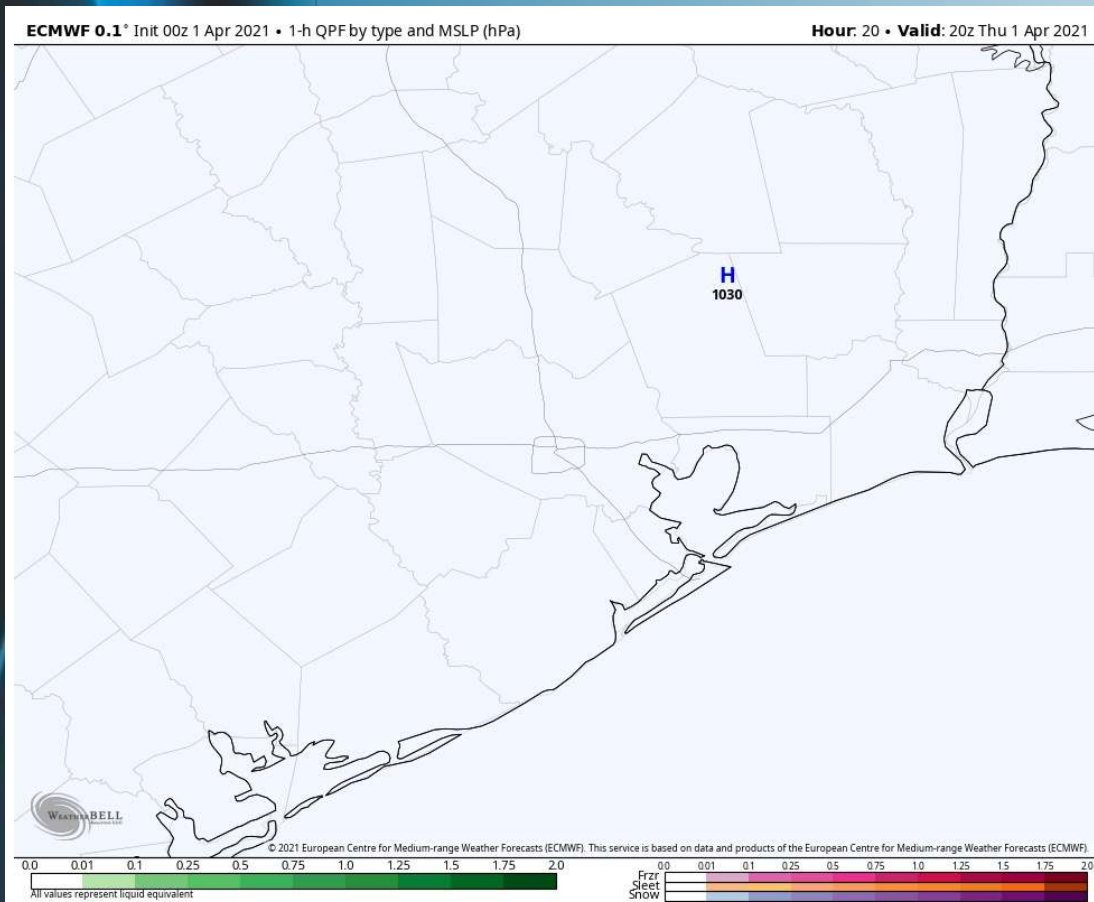 ECMWF 0.1° Init 00z 1 Apr 2021 • 1-h QPF by type and MSLP (hPa) Hour: 20 • Valid: 20z Thu 1 Apr 2021
H
1030
WEATHERBELL
© 2021 European Centre for Medium-range Weather Forecasts (ECMWF). This service is based on data and products of the European Centre for Medium-range Weather Forecasts (ECMWF).
0.0 0.01 0.1 0.25 0.5 0.75 1.0 1.25 1.5 1.75 2.0
All values represent liquid equivalent
0.0 0.01 0.1 0.25 0.50 0.75 1.00 1.25 1.5 1.75 2.0
Frzr
Sleet
Snow